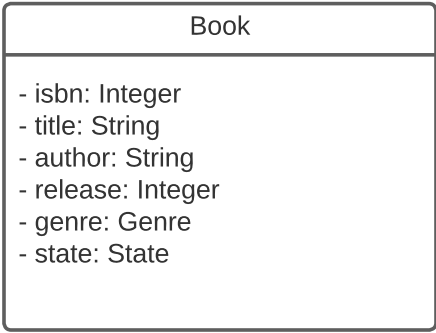 Book
- isbn: Integer
- title: String
- author: String
- release: Integer
- genre: Genre
- state: State